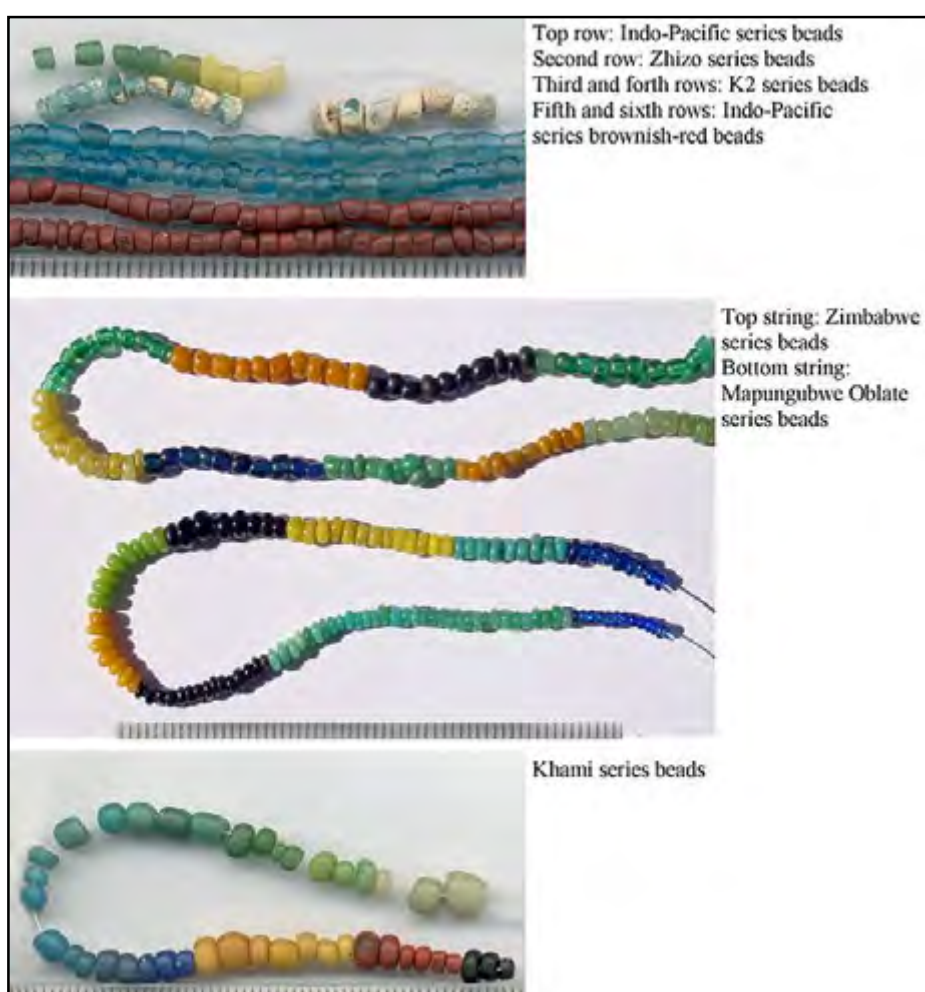 Top row: Indo-Pacific series beads
Second row: Zhizo series beads
Third and forth rows: K2 series beads
Fifth and sixth rows: Indo-Pacific
series brownish-red beads
Top string: Zimbabwe
series beads
Bottom string:
Mapungubwe Oblate
series beads
Khami series beads